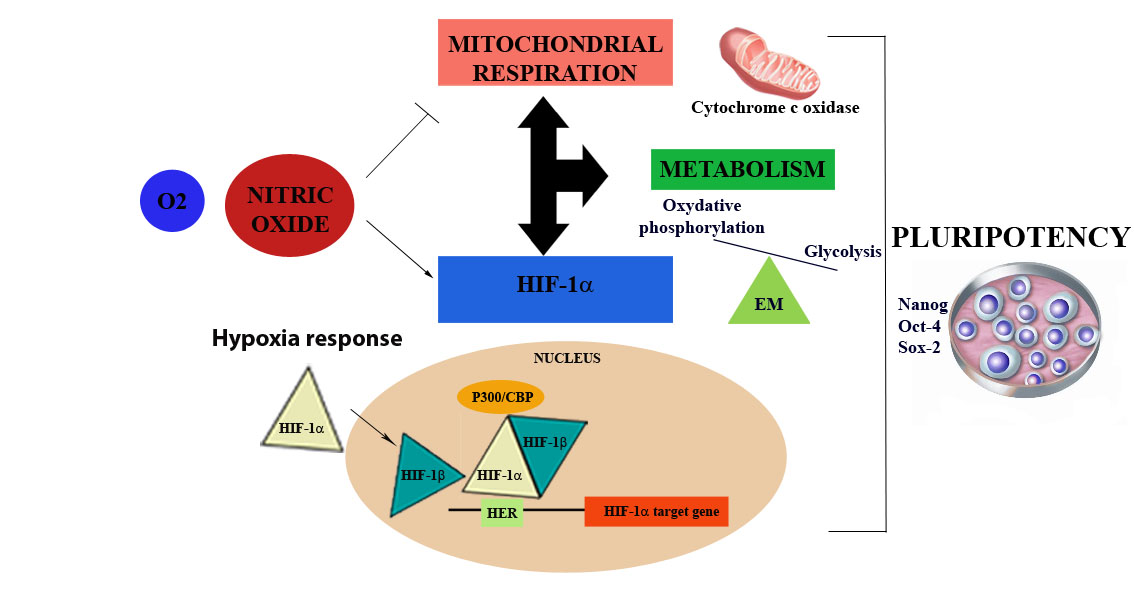 MITOCHONDRIAL
RESPIRATION
Cytochrome c oxidase
O2
NITRIC
OXIDE
METABOLISM
Oxydative
phosphorylation
Glycolysis
EM
HIF-1α
PLURIPOTENCY
Nanog
Oct-4
Sox-2
Hypoxia response
HIF-1α
NUCLEUS
P300/CBP
HIF-1β
HIF-1β
HIF-1α
HER
HIF-1α target gene